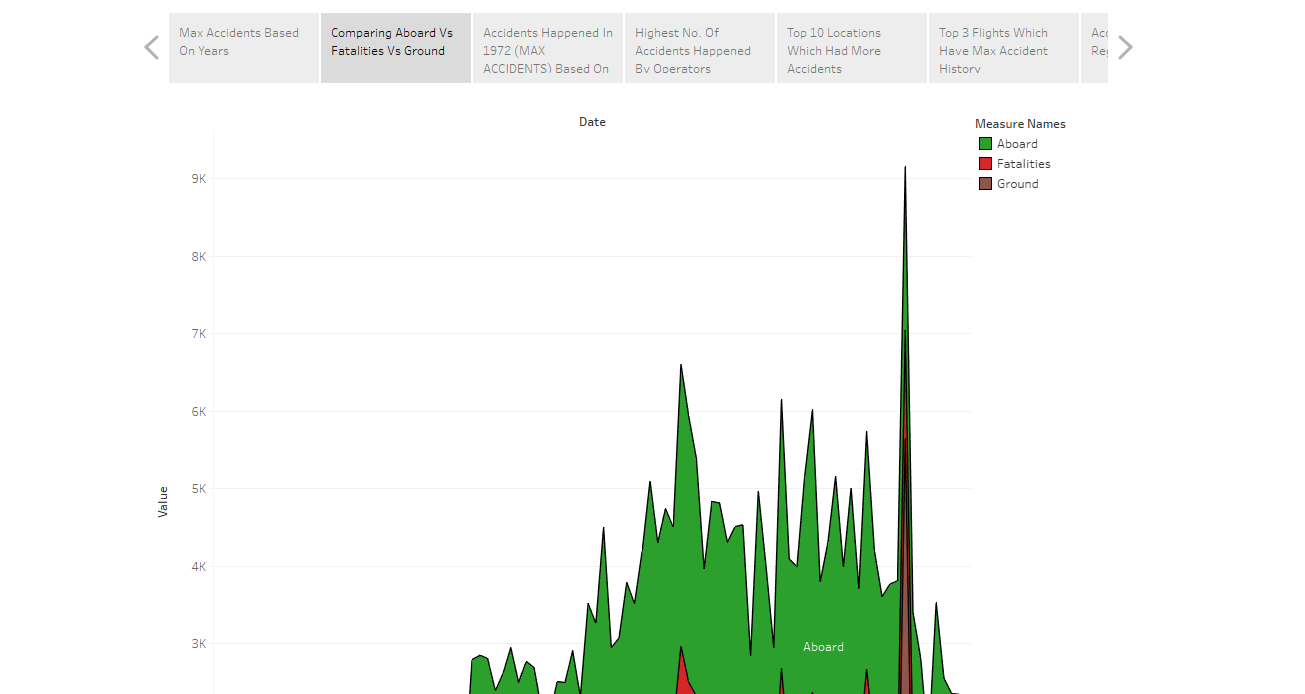 Max Accidents Based
On Years
Comparing Aboard Vs
Fatalities Vs Ground
Accidents Happened In
1972 (MAX
ACCIDENTS) Based On
Highest No. Of
Accidents Happened
By Operators
Top 10 Locations
Which Had More
Accidents
Top 3 Flights Which
Have Max Accident
History
Date
Measure Names
Aboard
Fatalities
Ground
9K
8K
7K
6K
5K
4K
3K
Value
Aboard